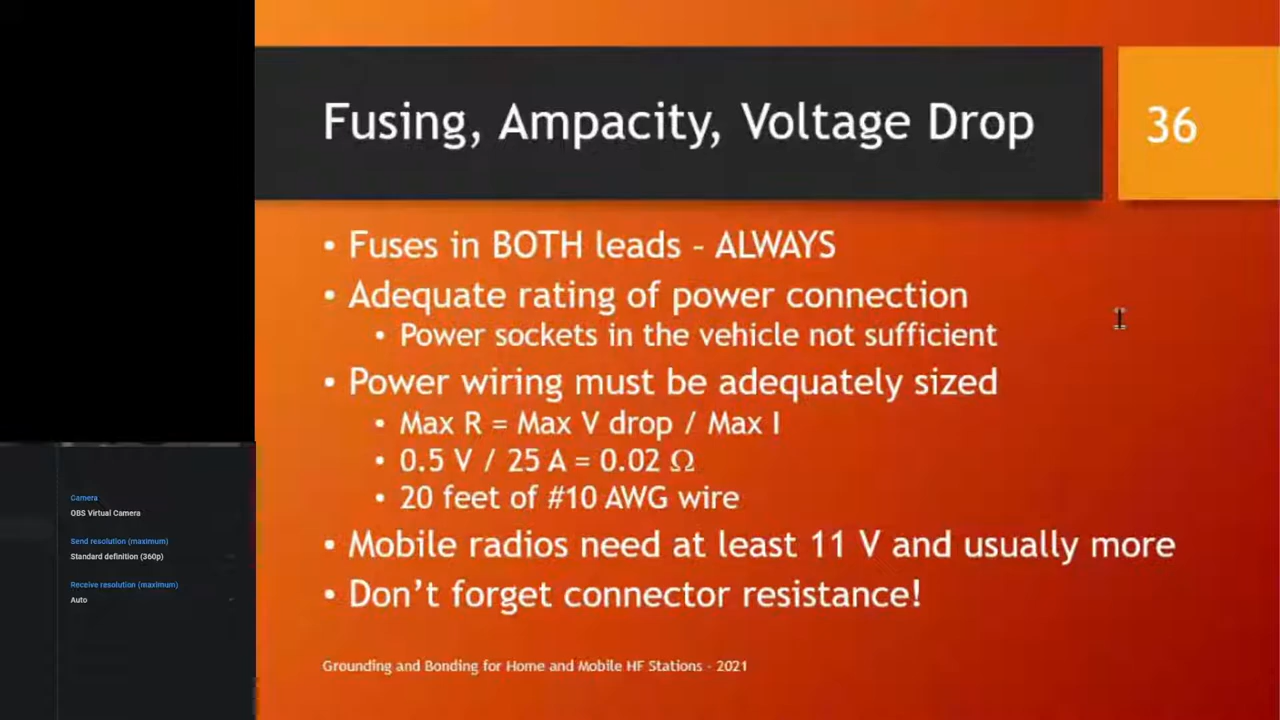 Fusing, Ampacity, Voltage Drop
36
• Fuses in BOTH leads – ALWAYS
• Adequate rating of power connection
• Power sockets in the vehicle not sufficient
• Power wiring must be adequately sized
• Max R = Max V drop / Max I
• 0.5 V / 25 A = 0.02 Ω
• 20 feet of #10 AWG wire
• Mobile radios need at least 11 V and usually more
• Don't forget connector resistance!
Grounding and Bonding for Home and Mobile HF Stations - 2021
Camera
OBS Virtual Camera
Send resolution (maximum)
Standard definition (360p)
Receive resolution (maximum)
Auto